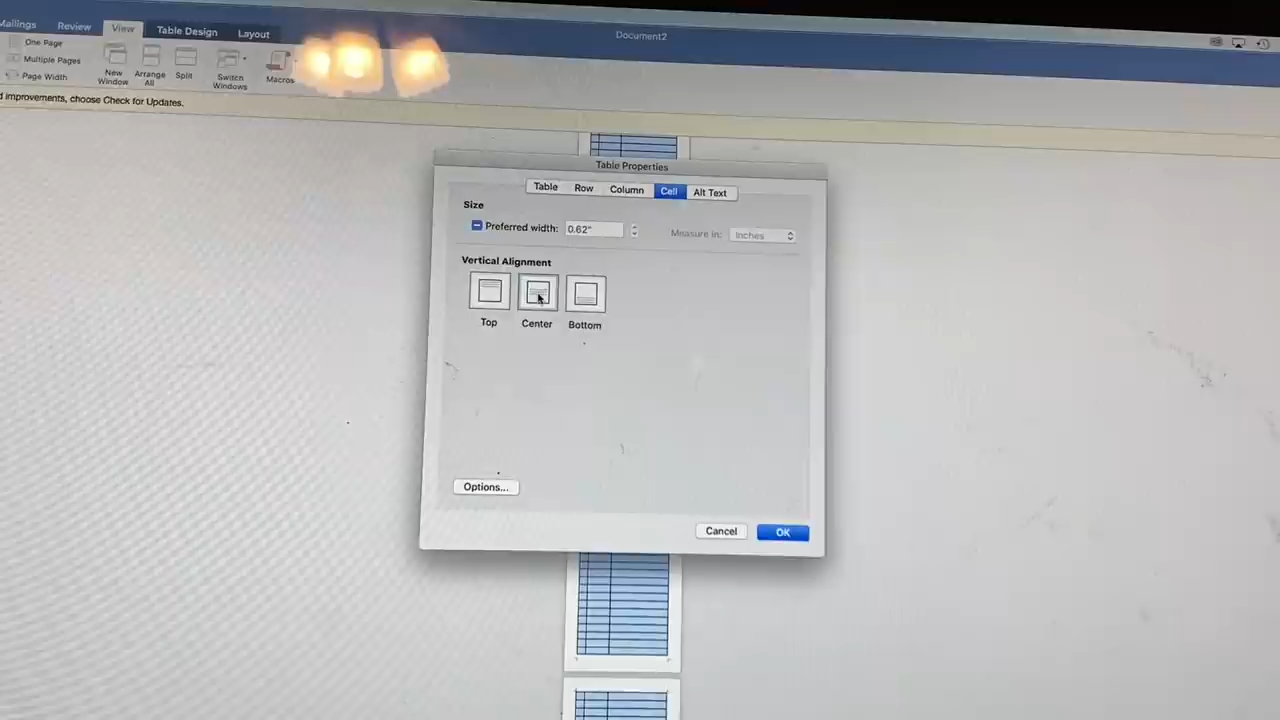 Mailings Review View Table Design Layout
Document2
One Page
Multiple Pages
Page Width
New Window
Arrange All
Split
Switch Windows
Macros
d improvements, choose Check for Updates.
Table Properties
Table Row Column Cell Alt Text
Size
Preferred width: 0.62" Measure in: Inches
Vertical Alignment
Top Center Bottom
Options...
Cancel OK